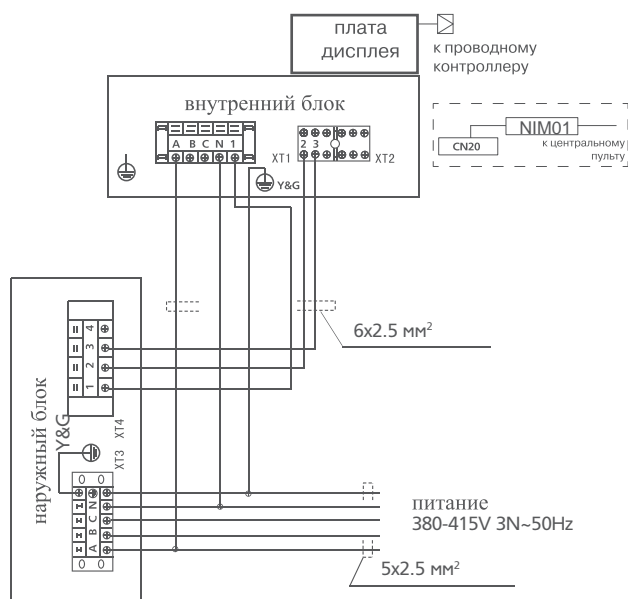 плата
дисплея
к проводному
контроллеру
внутренний блок
A B C N 1
XT1
2 3
XT2
Y&G
NIM01
CN20
к центральному
пульту
6x2.5 мм²
наружный блок
4
3
2
1
XT4
Y&G
XT3
N
C
B
A
питание
380-415V 3N~50Hz
5x2.5 мм²